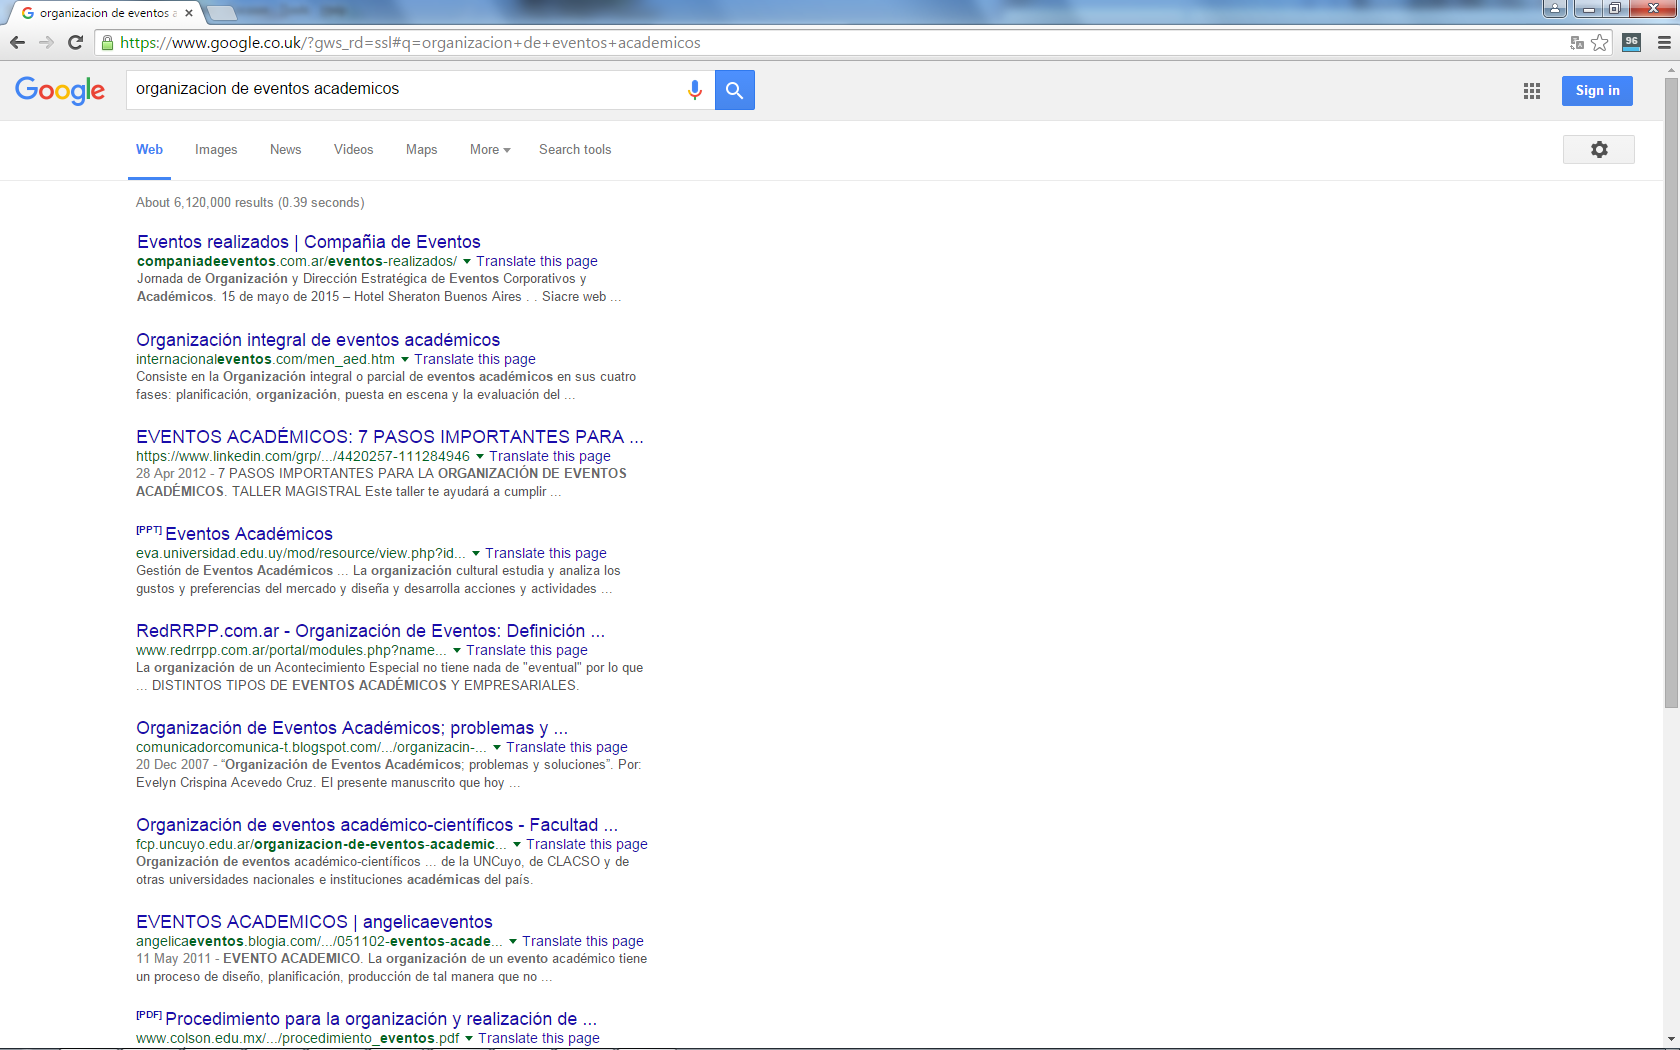 organizacion de eventos a
https://www.google.co.uk/?gws_rd=ssl#q=organizacion+de+eventos+academicos
96
Google
organizacion de eventos academicos
Sign in
Web Images News Videos Maps More Search tools
About 6,120,000 results (0.39 seconds)
Eventos realizados | Compañia de Eventos
companiadeeventos.com.ar/eventos-realizados/ Translate this page
Jornada de Organización y Dirección Estratégica de Eventos Corporativos y
Académicos. 15 de mayo de 2015 – Hotel Sheraton Buenos Aires . . Siacre web ...
Organización integral de eventos académicos
internacionaleventos.com/men_aed.htm Translate this page
Consiste en la Organización integral o parcial de eventos académicos en sus cuatro
fases: planificación, organización, puesta en escena y la evaluación del ...
EVENTOS ACADÉMICOS: 7 PASOS IMPORTANTES PARA ...
https://www.linkedin.com/grp/.../4420257-111284946 Translate this page
28 Apr 2012 - 7 PASOS IMPORTANTES PARA LA ORGANIZACIÓN DE EVENTOS
ACADÉMICOS. TALLER MAGISTRAL Este taller te ayudará a cumplir ...
[PPT] Eventos Académicos
eva.universidad.edu.uy/mod/resource/view.php?id... Translate this page
Gestión de Eventos Académicos ... La organización cultural estudia y analiza los
gustos y preferencias del mercado y diseña y desarrolla acciones y actividades ...
RedRRPP.com.ar - Organización de Eventos: Definición ...
www.redrrpp.com.ar/portal/modules.php?name... Translate this page
La organización de un Acontecimiento Especial no tiene nada de "eventual" por lo que
... DISTINTOS TIPOS DE EVENTOS ACADÉMICOS Y EMPRESARIALES.
Organización de Eventos Académicos; problemas y ...
comunicadorcomunica-t.blogspot.com/.../organizacin-... Translate this page
20 Dec 2007 - “Organización de Eventos Académicos; problemas y soluciones”. Por:
Evelyn Crispina Acevedo Cruz. El presente manuscrito que hoy ...
Organización de eventos académico-científicos - Facultad ...
fcp.uncuyo.edu.ar/organizacion-de-eventos-academic... Translate this page
Organización de eventos académico-científicos ... de la UNCuyo, de CLACSO y de
otras universidades nacionales e instituciones académicas del país.
EVENTOS ACADEMICOS | angelicaeventos
angelicaeventos.blogia.com/.../051102-eventos-acade... Translate this page
11 May 2011 - EVENTO ACADEMICO. La organización de un evento académico tiene
un proceso de diseño, planificación, producción de tal manera que no ...
[PDF] Procedimiento para la organización y realización de ...
www.colson.edu.mx/.../procedimiento_eventos.pdf Translate this page